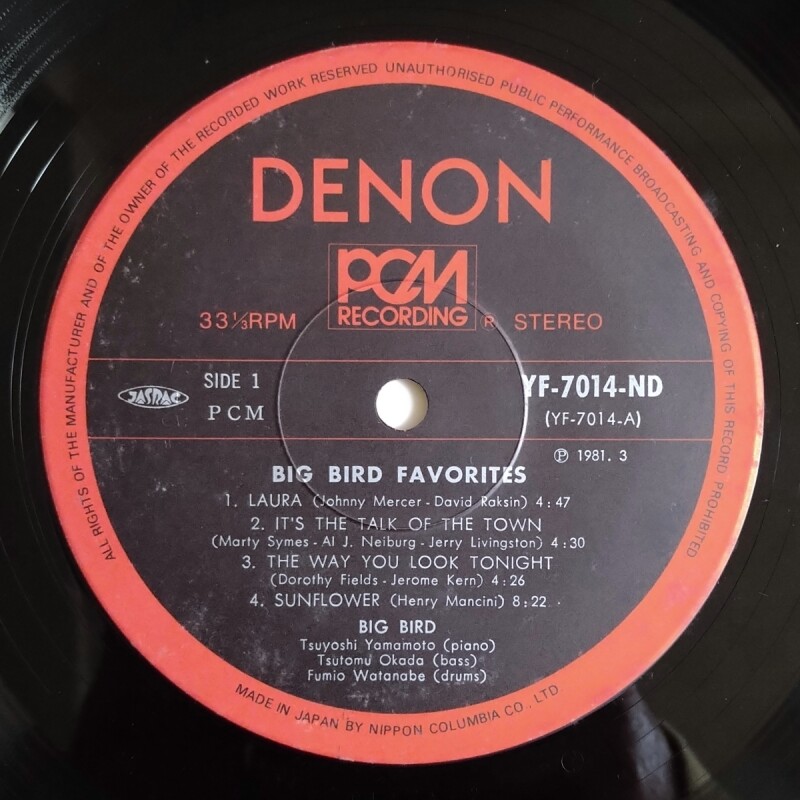 ALL RIGHTS OF THE MANUFACTURER AND OF THE OWNER OF THE RECORDED WORK RESERVED UNAUTHORISED PUBLIC PERFORMANCE BROADCASTING AND COPYING OF THIS RECORD PROHIBITED
DENON
PCM
RECORDING
33⅓RPM
R STEREO
JASRAC
SIDE 1
PCM
YF-7014-ND
(YF-7014-A)
Ⓟ 1981. 3
BIG BIRD FAVORITES
1. LAURA (Johnny Mercer - David Raksin) 4:47
2. IT'S THE TALK OF THE TOWN
(Marty Symes - Al J. Neiburg - Jerry Livingston) 4:30
3. THE WAY YOU LOOK TONIGHT
(Dorothy Fields - Jerome Kern) 4:26
4. SUNFLOWER (Henry Mancini) 8:22
BIG BIRD
Tsuyoshi Yamamoto (piano)
Tsutomu Okada (bass)
Fumio Watanabe (drums)
MADE IN JAPAN BY NIPPON COLUMBIA CO., LTD